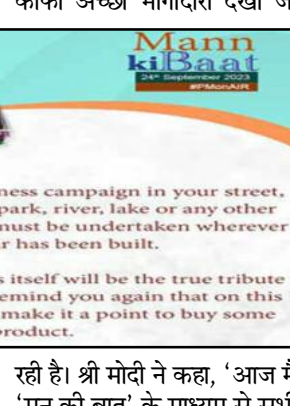 काफी अच्छी भागीदारी देखी
Mann
kiBaat
24th September 2023
#PMonAIR
ness campaign in your street,
park, river, lake or any other
must be undertaken wherever
r has been built.
s itself will be the true tribute
emind you again that on this
make it a point to buy some
product.
रही है। श्री मोदी ने कहा, ‘आज मैं
‘मन की बात’ के माध्यम से सभी